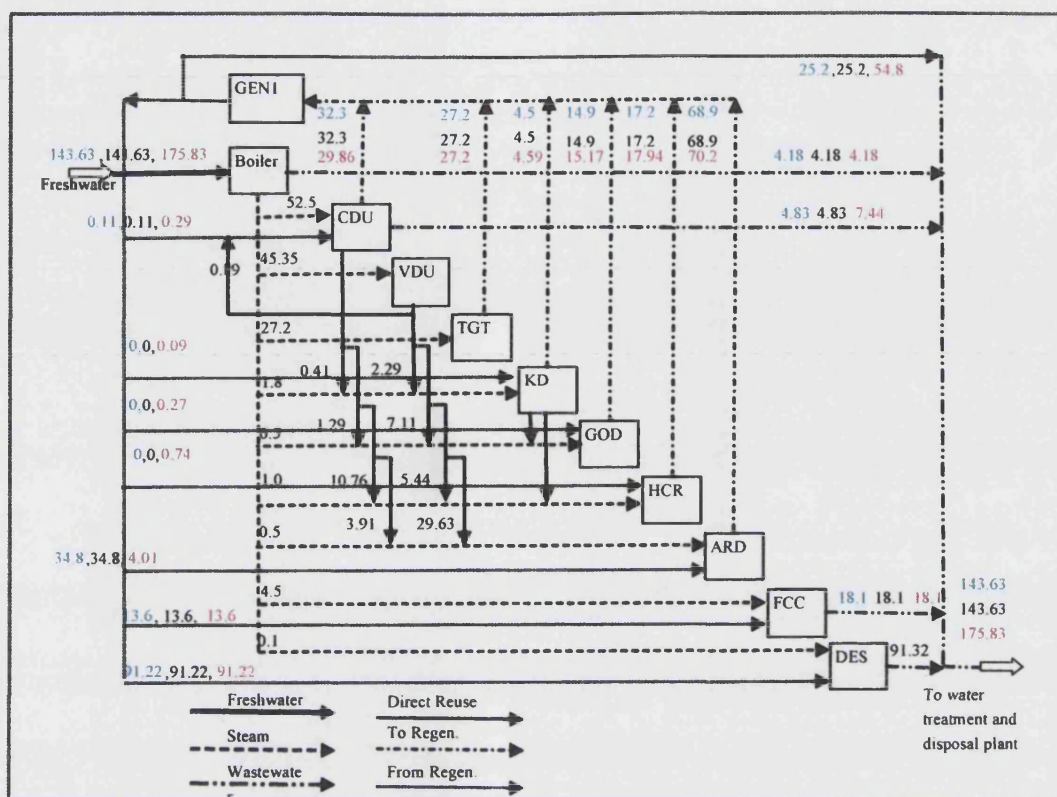 25.2, 25.2, 54.8
GEN1
32.3 27.2 4.5 14.9 17.2 68.9
32.3 27.2 4.5 14.9 17.2 68.9
29.86 27.2 4.59 15.17 17.94 70.2
143.63, 143.63, 175.83
Freshwater
Boiler
4.18 4.18 4.18
52.5
CDU
4.83 4.83 7.44
0.11, 0.11, 0.29
45.35
VDU
TGT
27.2
0,0,0.09
0.41 2.29
KD
1.8
0,0,0.27
1.29 7.11
GOD
0,0,0.74
1.0 10.76 5.44
HCR
3.91 29.63
0.5
ARD
34.8, 34.8, 4.01
4.5
FCC
18.1 18.1 18.1
143.63
143.63
175.83
13.6, 13.6, 13.6
0.1
DES
91.32
91.22, 91.22, 91.22
Freshwater Direct Reuse
Steam To Regen.
Wastewate From Regen.
To water
treatment and
disposal plant